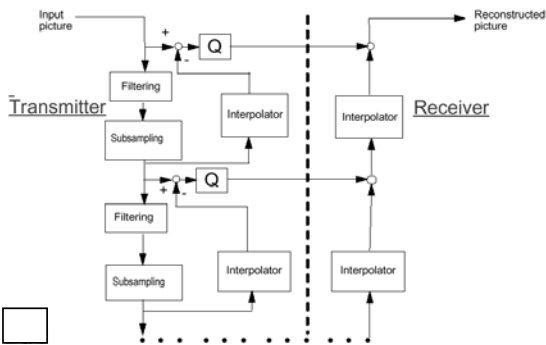 Input
picture
Reconstructed
picture
+
Q
-
Filtering
Transmitter
Interpolator
Interpolator
Receiver
Subsampling
Q
+
-
Filtering
Subsampling
Interpolator
Interpolator